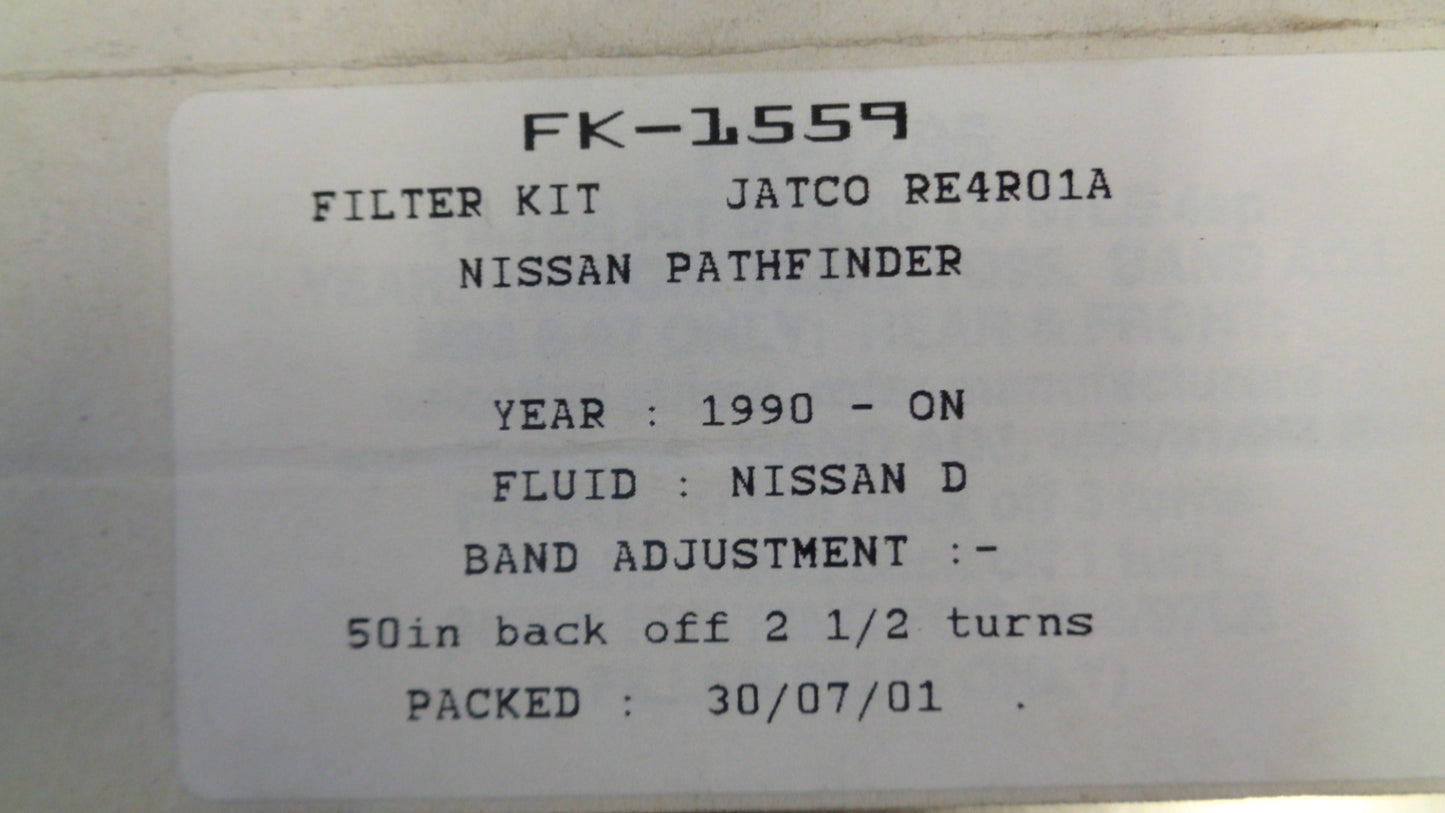 FK-1559
FILTER KIT JATCO RE4R01A
NISSAN PATHFINDER
YEAR : 1990 - ON
FLUID : NISSAN D
BAND ADJUSTMENT :-
50in back off 2 1/2 turns
PACKED : 30/07/01 .